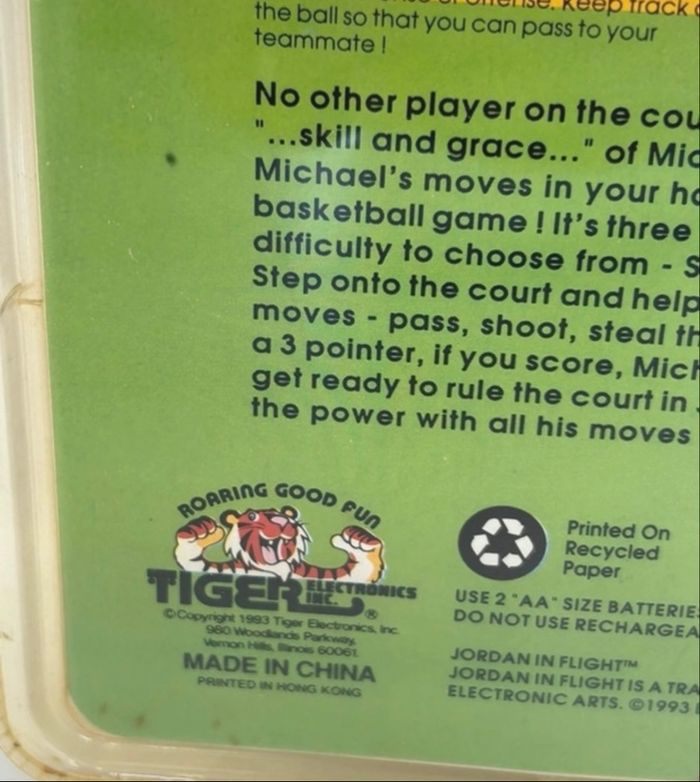 Keep track
the ball so that you can pass to your
teammate !
No other player on the cou
"...skill and grace..." of Mic
Michael's moves in your ha
basketball game ! It's three
difficulty to choose from - S
Step onto the court and help
moves - pass, shoot, steal th
a 3 pointer, if you score, Mich
get ready to rule the court in
the power with all his moves
ROARING GOOD FUN
TIGER ELECTRONICS INC. ®
© Copyright 1993 Tiger Electronics, Inc.
980 Woodlands Parkway,
Vernon Hills, Illinois 60061.
MADE IN CHINA
PRINTED IN HONG KONG
Printed On
Recycled
Paper
USE 2 "AA" SIZE BATTERIES
DO NOT USE RECHARGEA
JORDAN IN FLIGHT™
JORDAN IN FLIGHT IS A TRA
ELECTRONIC ARTS. ©1993